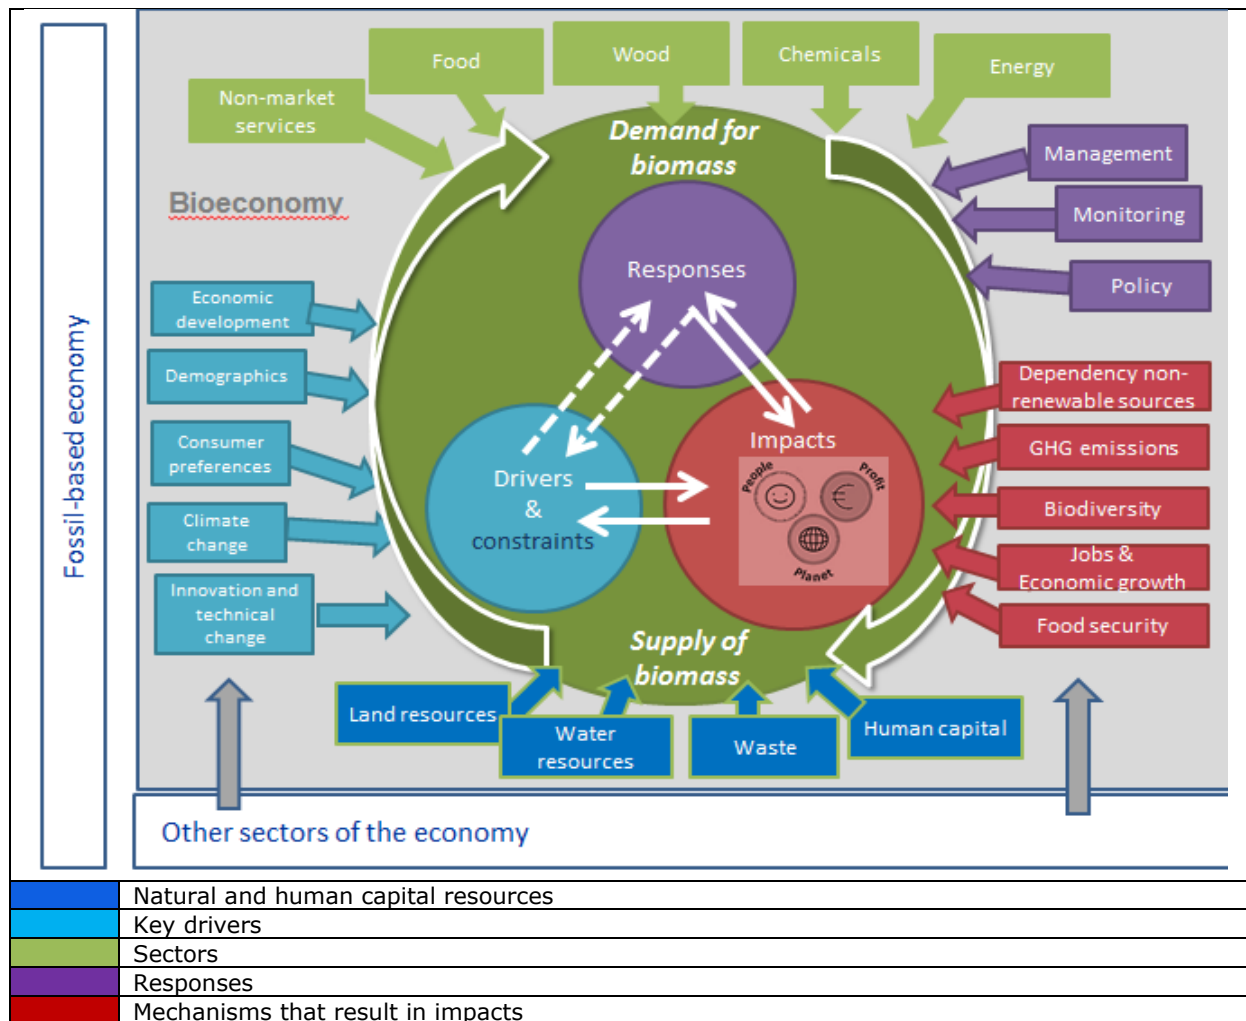 Fossil-based economy
Food
Wood
Chemicals
Energy
Non-market
services
Demand for
biomass
Management
Bioeconomy
Monitoring
Responses
Policy
Economic
development
Demographics
Dependency non-
renewable sources
Consumer
preferences
Impacts
GHG emissions
People
Profit
Planet
Drivers
&
constraints
Biodiversity
Climate
change
Jobs &
Economic growth
Innovation and
technical
change
Food security
Supply of
biomass
Land resources
Water
resources
Waste
Human capital
Other sectors of the economy
Natural and human capital resources
Key drivers
Sectors
Responses
Mechanisms that result in impacts